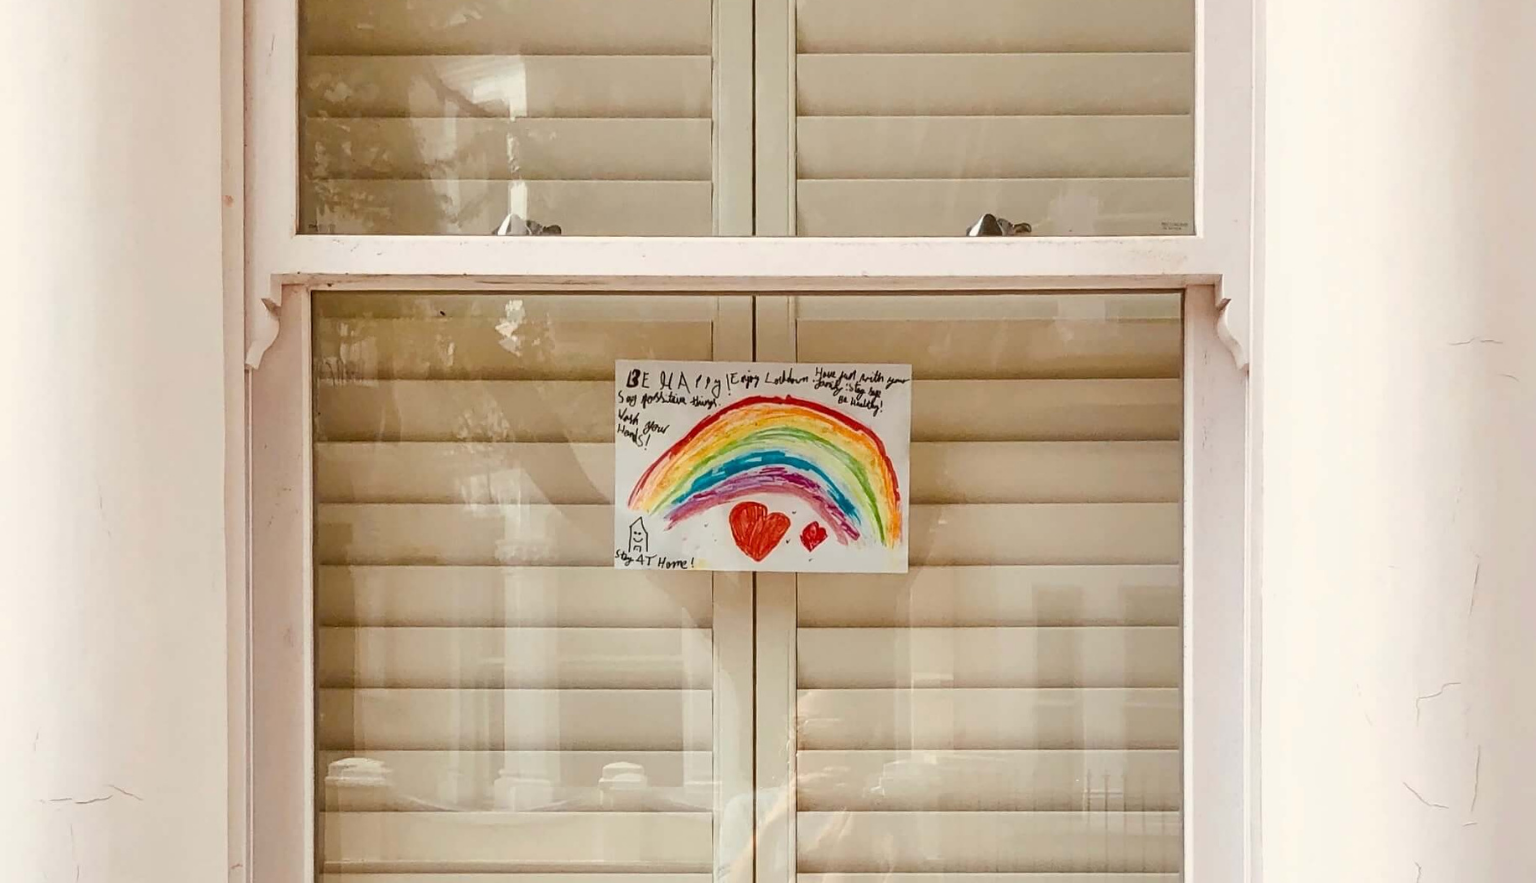 BE HAPPy! Enjoy Lockdown. Have fun with your
family. Stay safe
Be Healthy!
Say possitive things.
Wash your
Hands!
Stay AT Home!